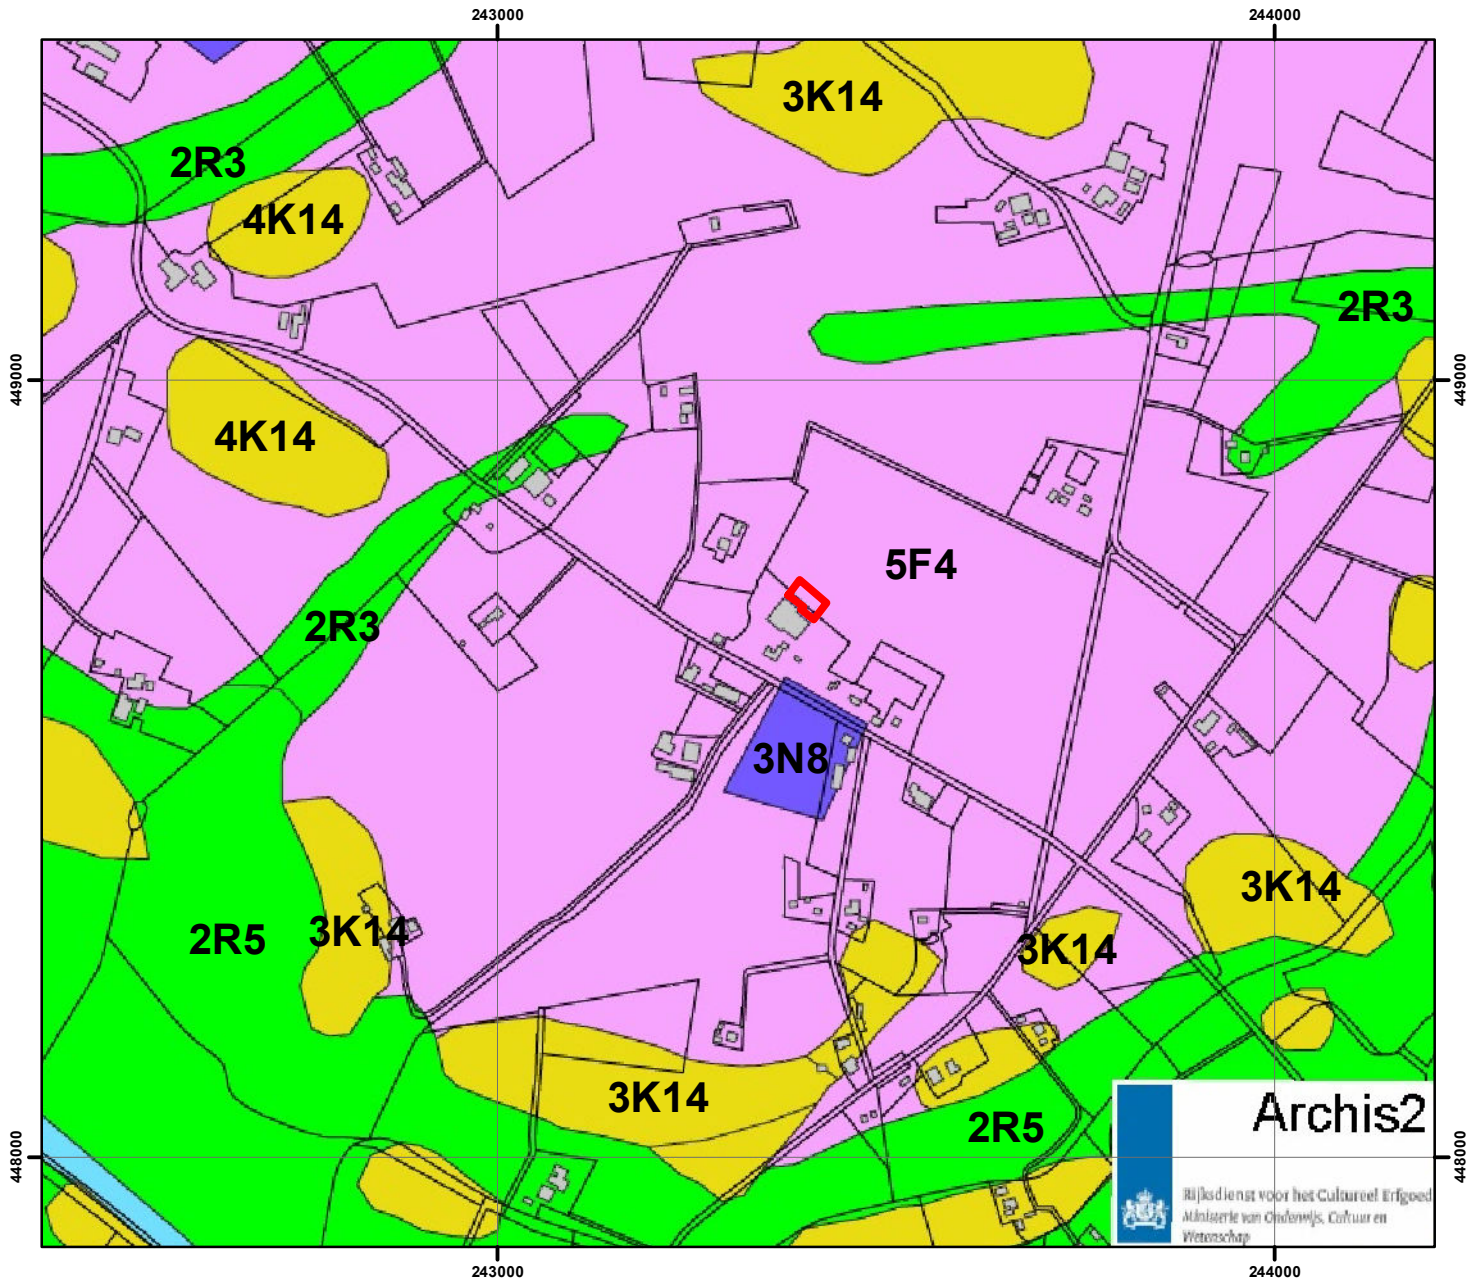 243000
244000
3K14
2R3
4K14
2R3
449000
449000
4K14
5F4
2R3
3N8
3K14
2R5
3K14
3K14
3K14
2R5
Archis2
448000
448000
Rijksdienst voor het Cultureel Erfgoed
Ministerie van Onderwijs, Cultuur en
Wetenschap
243000
244000